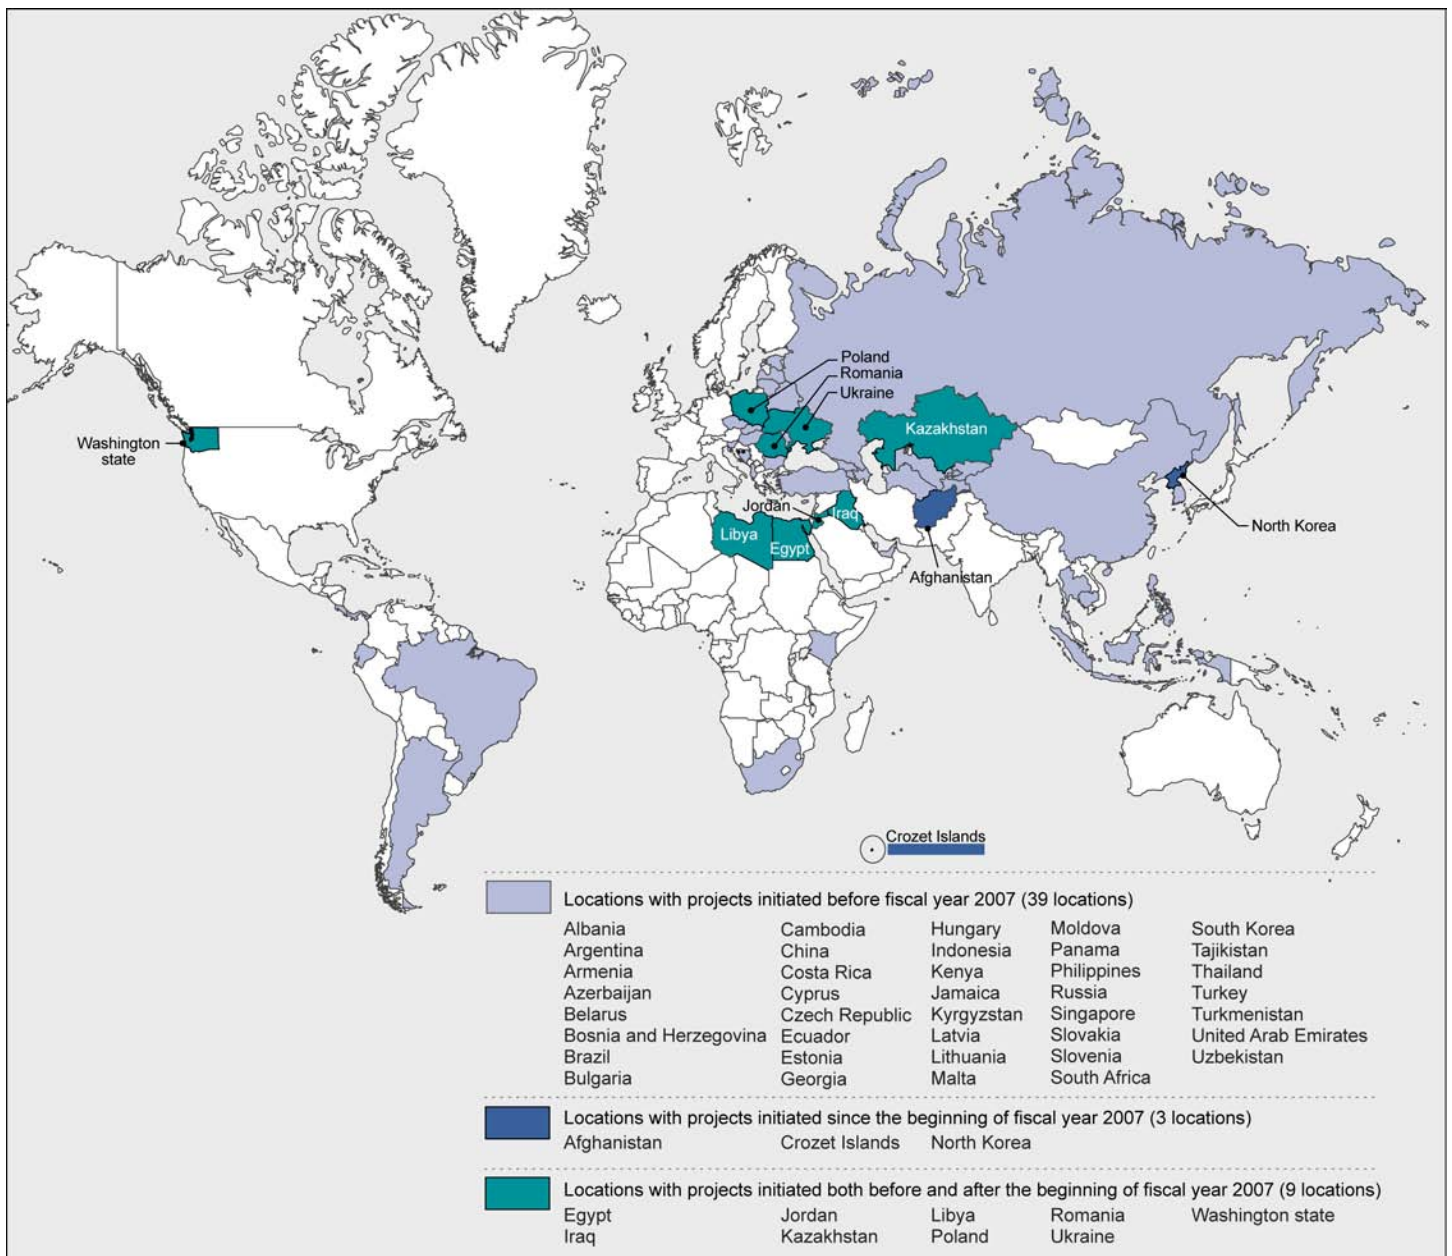 Poland
Romania
Ukraine
Kazakhstan
Washington
state
Jordan
Iraq
Libya
Egypt
North Korea
Afghanistan
Crozet Islands
Locations with projects initiated before fiscal year 2007 (39 locations)
Albania Cambodia Hungary Moldova South Korea
Argentina China Indonesia Panama Tajikistan
Armenia Costa Rica Kenya Philippines Thailand
Azerbaijan Cyprus Jamaica Russia Turkey
Belarus Czech Republic Kyrgyzstan Singapore Turkmenistan
Bosnia and Herzegovina Ecuador Latvia Slovakia United Arab Emirates
Brazil Estonia Lithuania Slovenia Uzbekistan
Bulgaria Georgia Malta South Africa
Locations with projects initiated since the beginning of fiscal year 2007 (3 locations)
Afghanistan Crozet Islands North Korea
Locations with projects initiated both before and after the beginning of fiscal year 2007 (9 locations)
Egypt Jordan Libya Romania Washington state
Iraq Kazakhstan Poland Ukraine